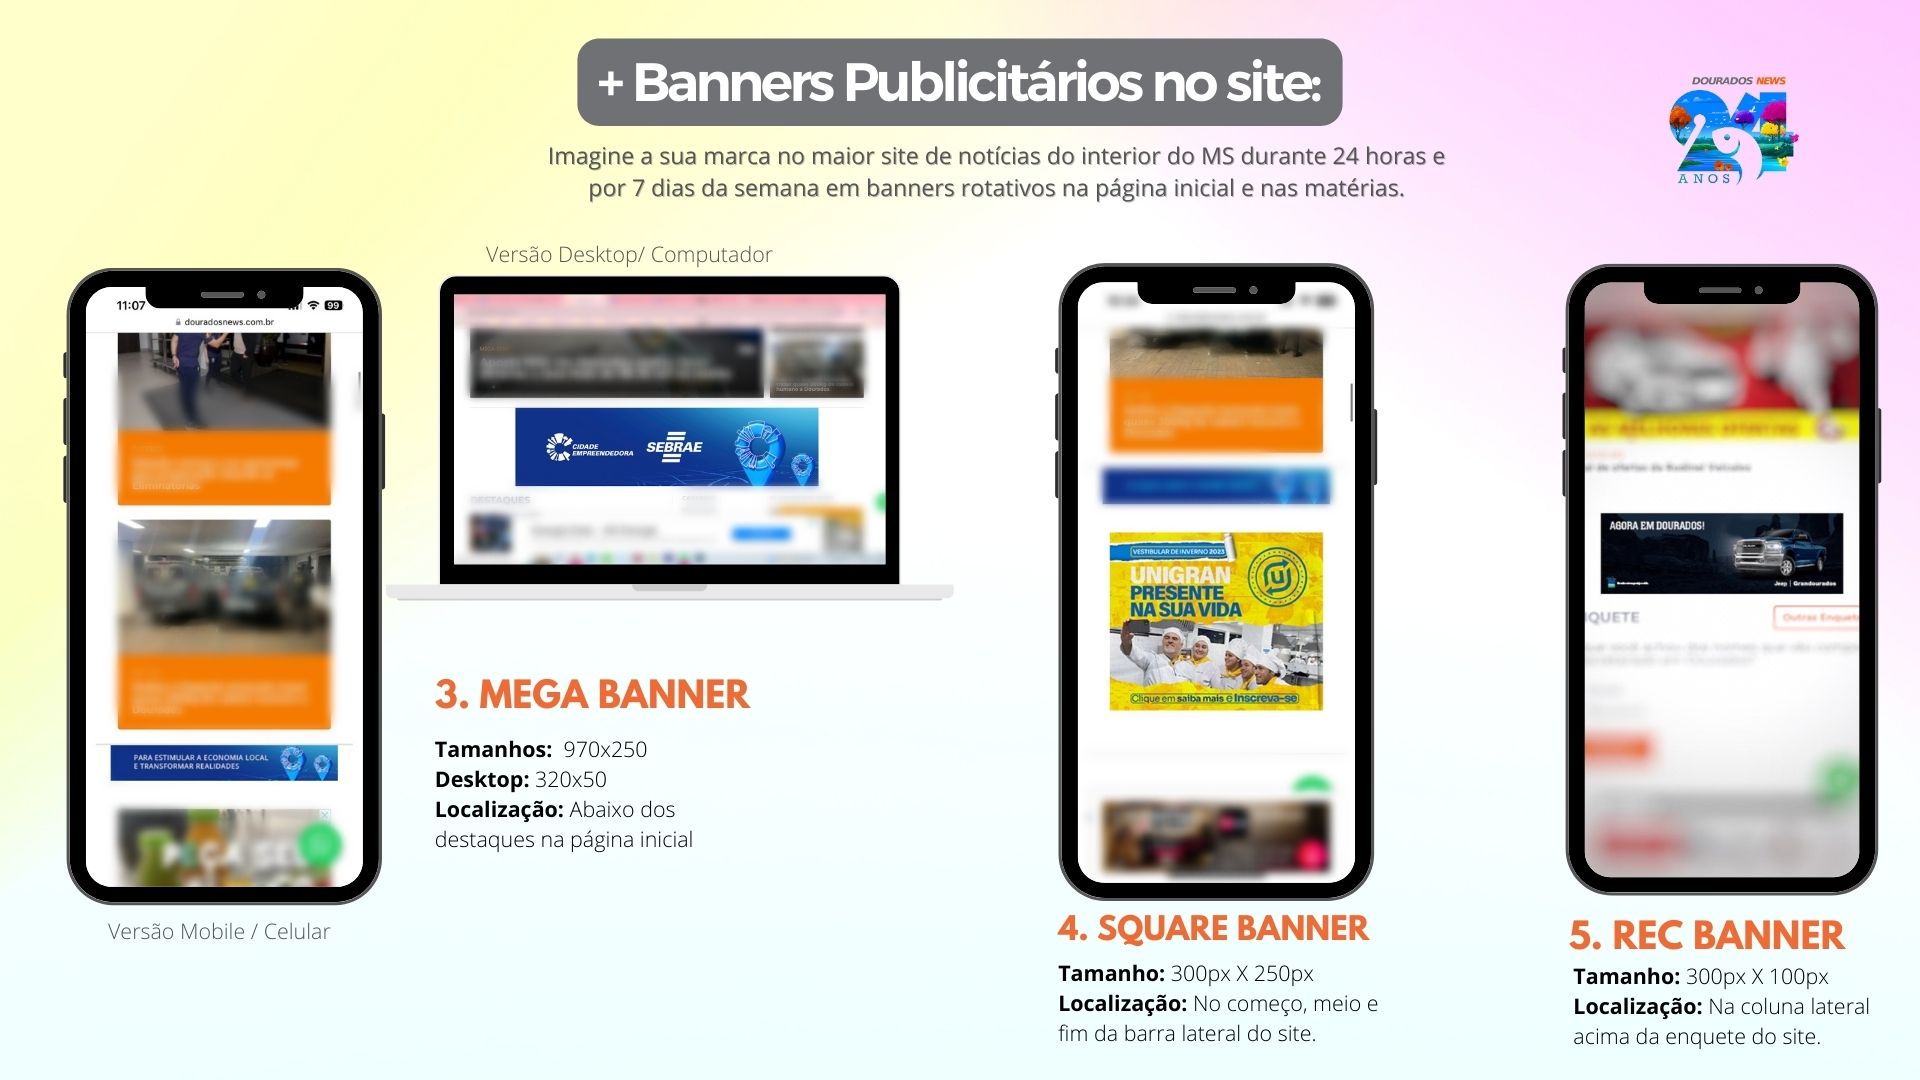 + Banners Publicitários no site:
DOURADOS NEWS
24
ANOS
Imagine a sua marca no maior site de notícias do interior do MS durante 24 horas e
por 7 dias da semana em banners rotativos na página inicial e nas matérias.
Versão Desktop/ Computador
11:07
99
douradosnews.com.br
Eliminatórias
PARA ESTIMULAR A ECONOMIA LOCAL
E TRANSFORMAR REALIDADES
PEÇA SEU
Versão Mobile / Celular
CIDADE
EMPREENDEDORA
SEBRAE
DESTAQUES
3. MEGA BANNER
Tamanhos: 970x250
Desktop: 320x50
Localização: Abaixo dos
destaques na página inicial
VESTIBULAR DE INVERNO 2023
UNIGRAN
PRESENTE
NA SUA VIDA
Clique em saiba mais e Inscreva-se
4. SQUARE BANNER
Tamanho: 300px X 250px
Localização: No começo, meio e
fim da barra lateral do site.
AGORA EM DOURADOS!
Jeep | Grandourados
NQUETE
Outras Enquete
5. REC BANNER
Tamanho: 300px X 100px
Localização: Na coluna lateral
acima da enquete do site.